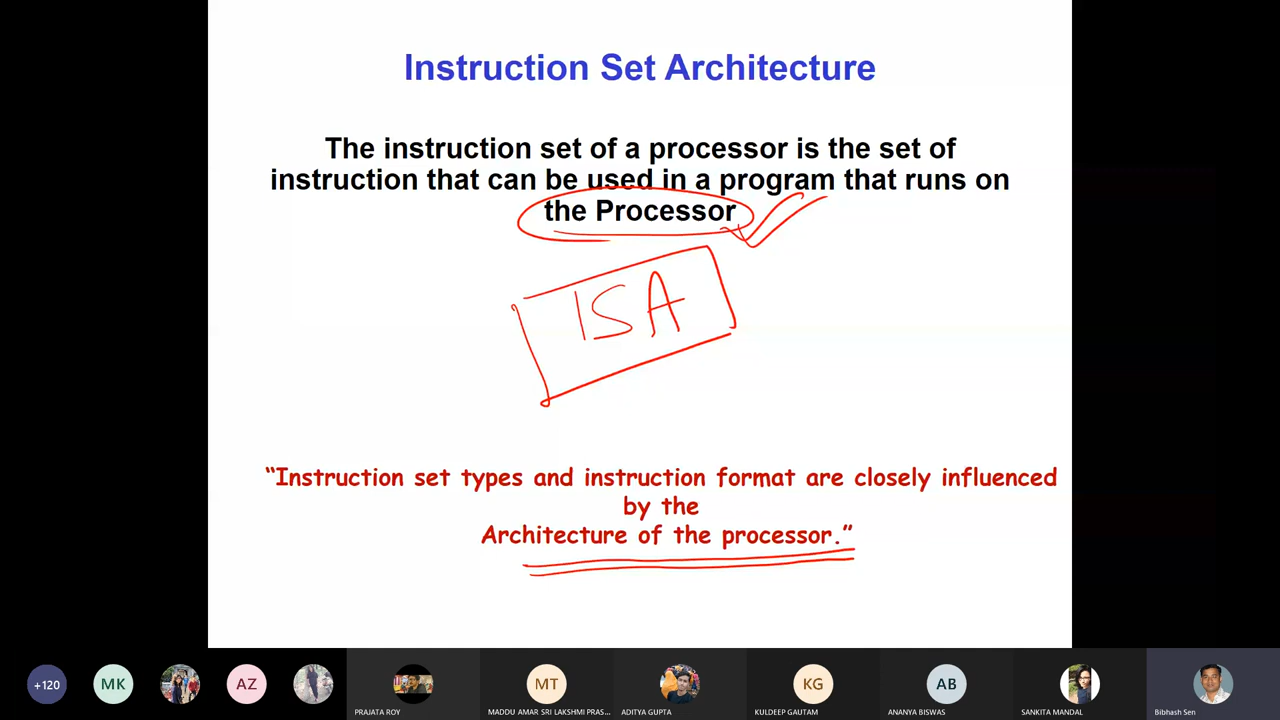 Instruction Set Architecture
The instruction set of a processor is the set of
instruction that can be used in a program that runs on
the Processor
ISA
“Instruction set types and instruction format are closely influenced
by the
Architecture of the processor.”
+120
MK
AZ
MT
KG
AB
PRAJATA ROY
MADDU AMAR SRI LAKSHMI PRAS...
ADITYA GUPTA
KULDEEP GAUTAM
ANANYA BISWAS
SANKITA MANDAL
Bibhash Sen